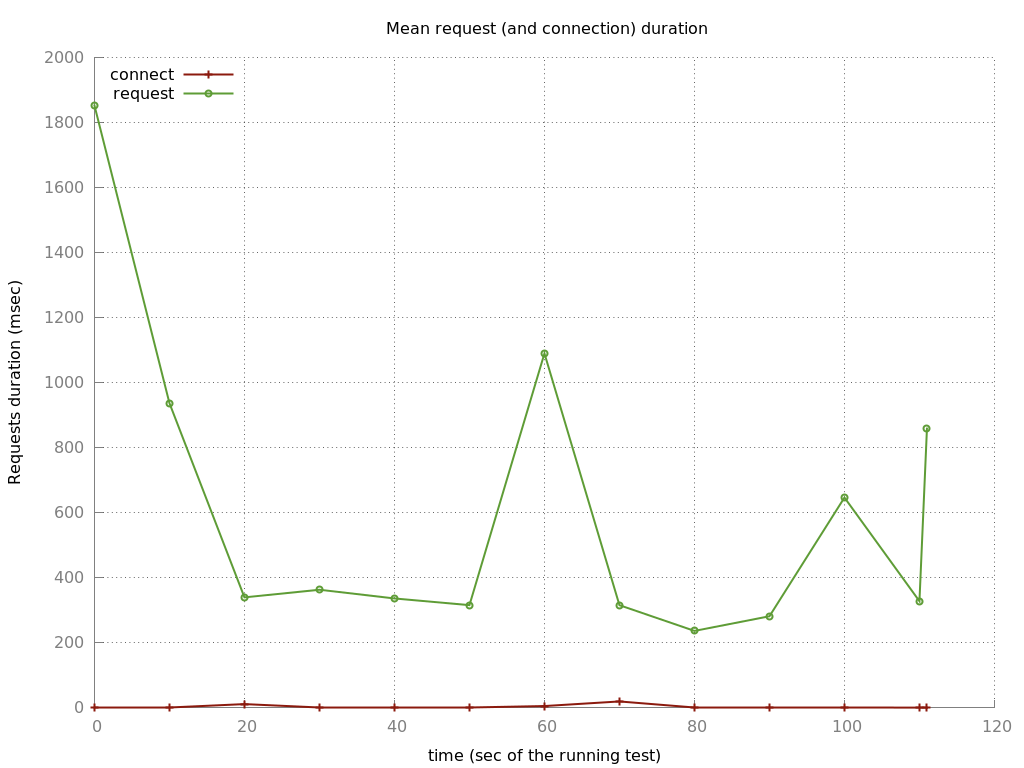 Mean request (and connection) duration
2000
1800
1600
1400
1200
1000
800
600
400
200
0
connect
request
Requests duration (msec)
0 20 40 60 80 100 120
time (sec of the running test)